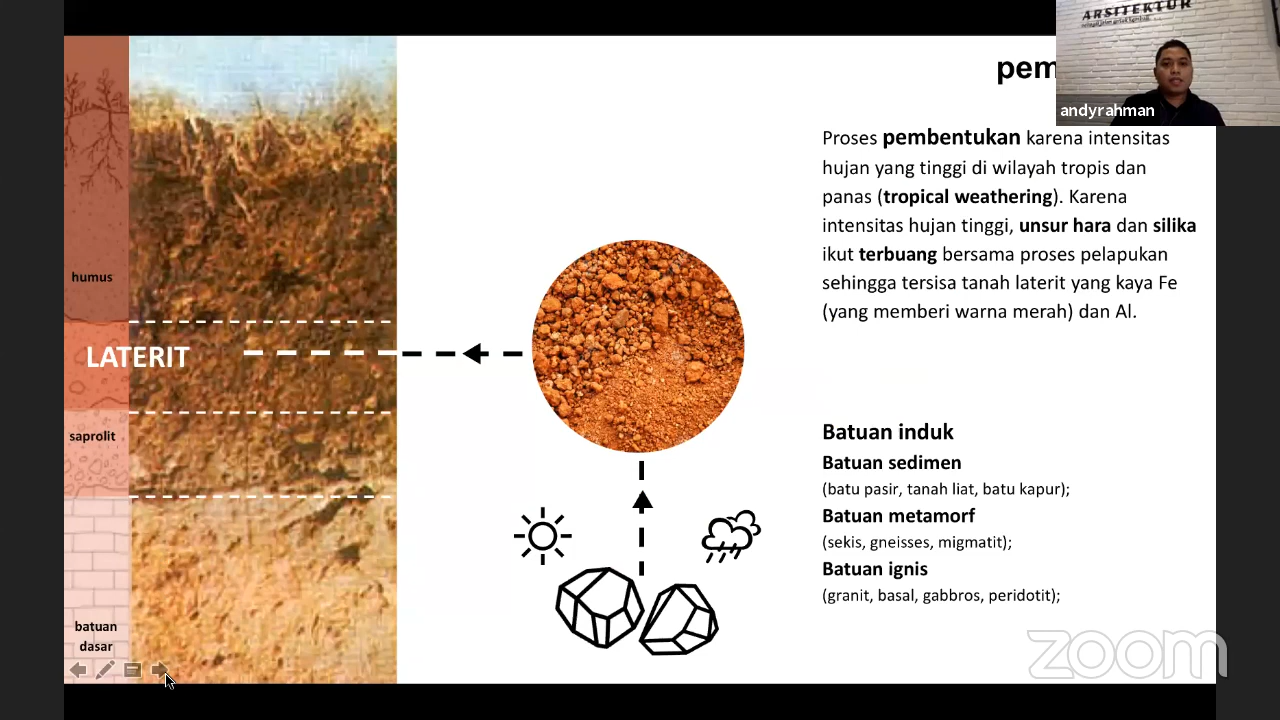 ARSITEKTUR
andyrahman
pem
Proses pembentukan karena intensitas
hujan yang tinggi di wilayah tropis dan
panas (tropical weathering). Karena
intensitas hujan tinggi, unsur hara dan silika
ikut terbuang bersama proses pelapukan
sehingga tersisa tanah laterit yang kaya Fe
(yang memberi warna merah) dan Al.
humus
LATERIT
saprolit
batuan
dasar
Batuan induk
Batuan sedimen
(batu pasir, tanah liat, batu kapur);
Batuan metamorf
(sekis, gneisses, migmatit);
Batuan ignis
(granit, basal, gabbros, peridotit);
zoom